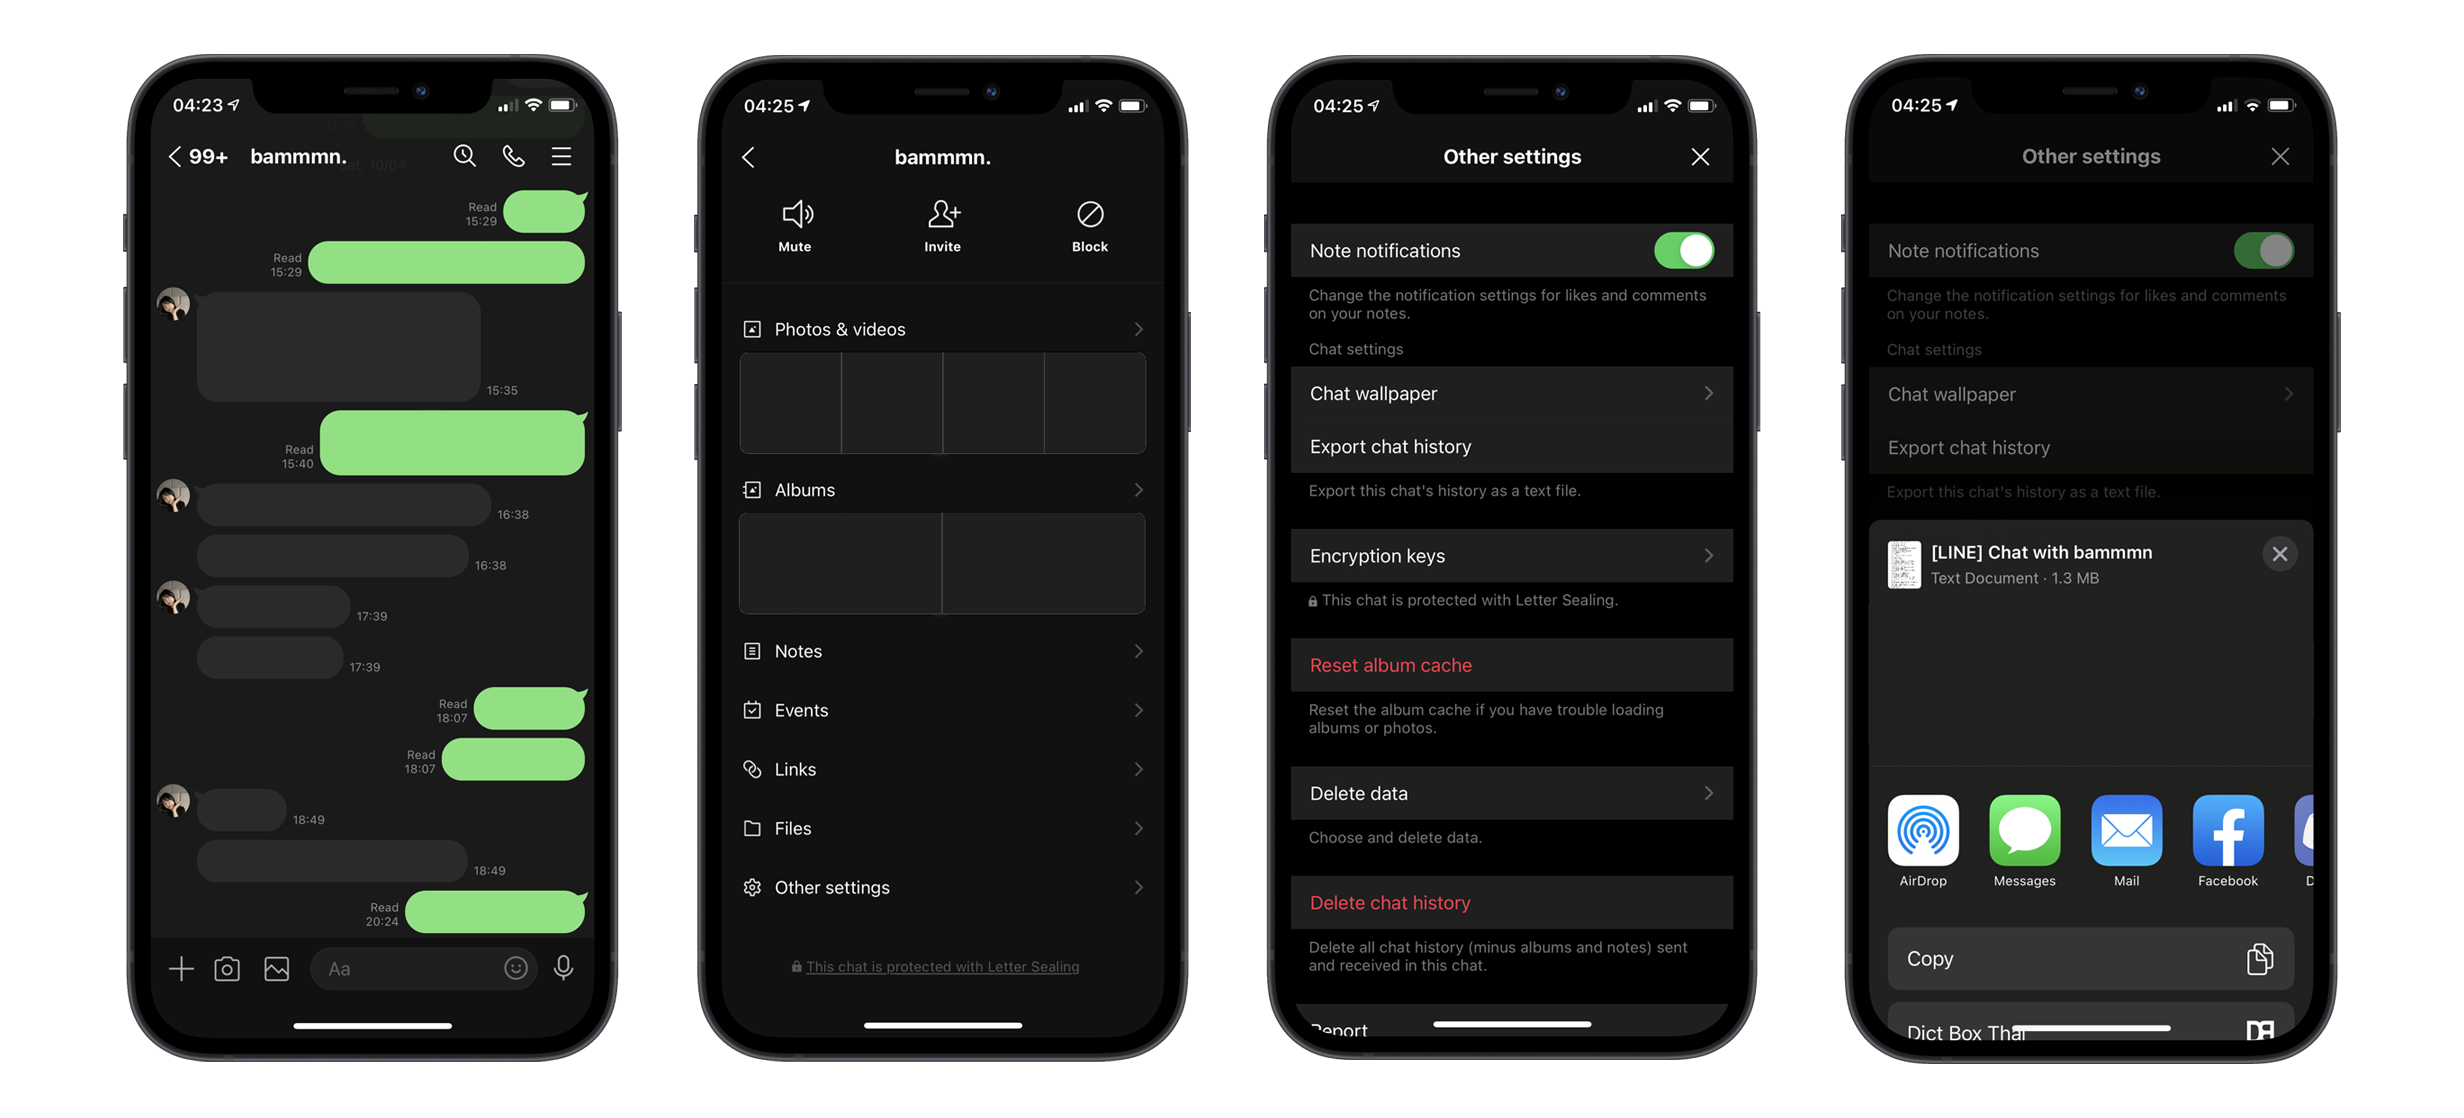 04:23
99+ bammmn.
Sat, 10/04
Read
15:29
Read
15:29
15:35
Read
15:40
16:38
16:38
17:39
17:39
Read
18:07
Read
18:07
18:49
18:49
Read
20:24
Aa
04:25
bammmn.
Mute Invite Block
Photos & videos
Albums
Notes
Events
Links
Files
Other settings
This chat is protected with Letter Sealing
04:25
Other settings
Note notifications
Change the notification settings for likes and comments
on your notes.
Chat settings
Chat wallpaper
Export chat history
Export this chat's history as a text file.
Encryption keys
This chat is protected with Letter Sealing.
Reset album cache
Reset the album cache if you have trouble loading
albums or photos.
Delete data
Choose and delete data.
Delete chat history
Delete all chat history (minus albums and notes) sent
and received in this chat.
Report
04:25
Other settings
Note notifications
Change the notification settings for likes and comments
on your notes.
Chat settings
Chat wallpaper
Export chat history
Export this chat's history as a text file.
[LINE] Chat with bammmn
Text Document · 1.3 MB
AirDrop Messages Mail Facebook D
Copy
Dict Box Thai